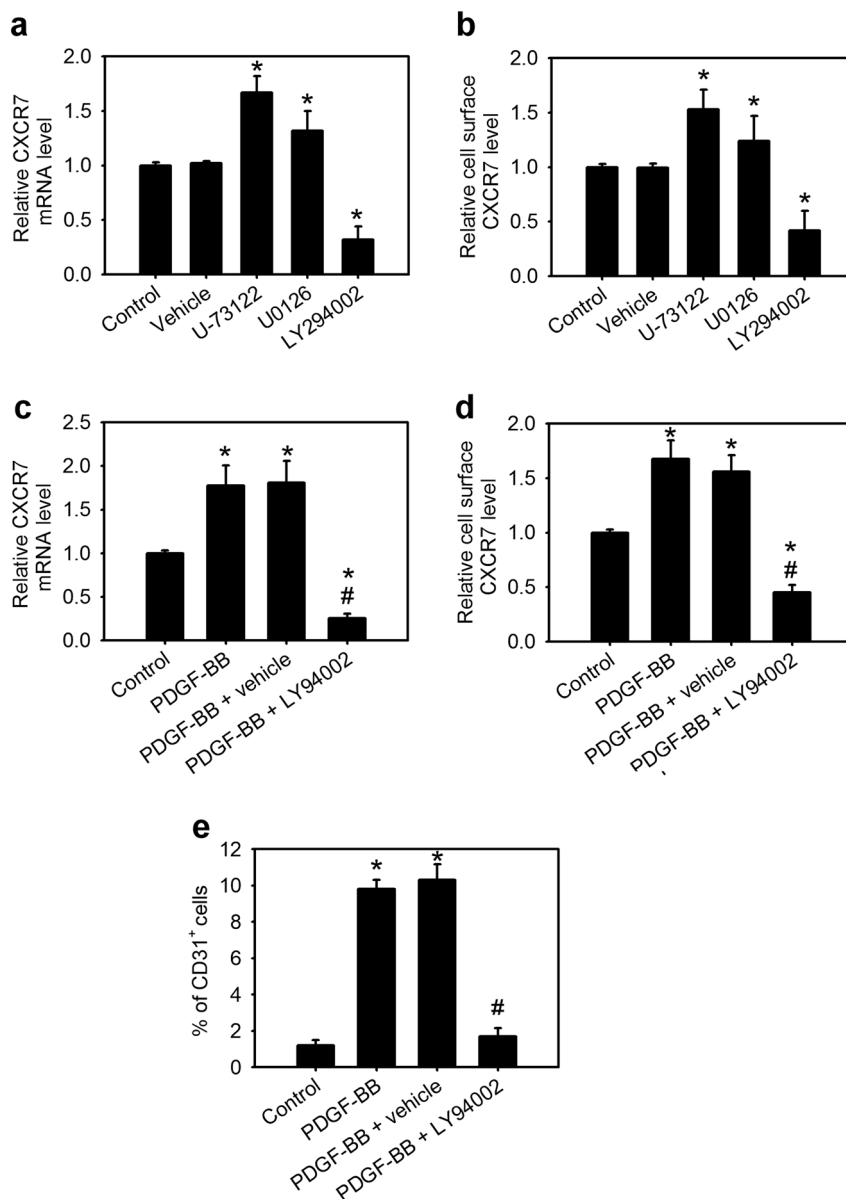 a
Relative CXCR7
mRNA level
2.0
1.5
1.0
0.5
0.0
*
*
*
Control
Vehicle
U-73122
U0126
LY294002
b
Relative cell surface
CXCR7 level
2.0
1.5
1.0
0.5
0.0
*
*
*
Control
Vehicle
U-73122
U0126
LY294002
c
Relative CXCR7
mRNA level
2.5
2.0
1.5
1.0
0.5
0.0
*
*
*
#
Control
PDGF-BB
PDGF-BB + vehicle
PDGF-BB + LY94002
d
Relative cell surface
CXCR7 level
2.0
1.5
1.0
0.5
0.0
*
*
*
#
Control
PDGF-BB
PDGF-BB + vehicle
PDGF-BB + LY94002
e
% of CD31⁺ cells
12
10
8
6
4
2
0
*
*
#
Control
PDGF-BB
PDGF-BB + vehicle
PDGF-BB + LY94002